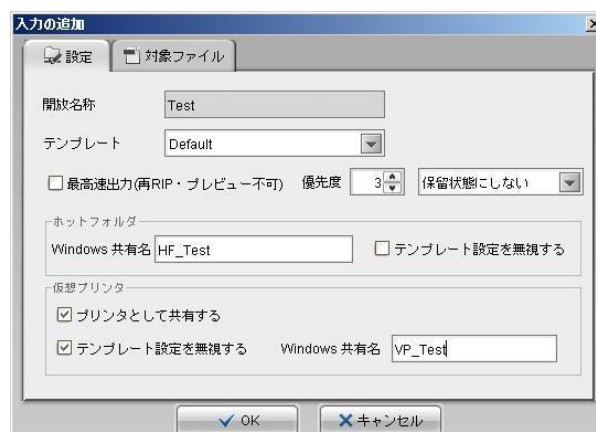 入力の追加
設定 対象ファイル
開放名称 Test
テンプレート Default
最高速出力(再RIP・プレビュー不可) 優先度 3 保留状態にしない
ホットフォルダ
Windows 共有名 HF_Test テンプレート設定を無視する
仮想プリンタ
プリンタとして共有する
テンプレート設定を無視する Windows 共有名 VP_Test
OK キャンセル